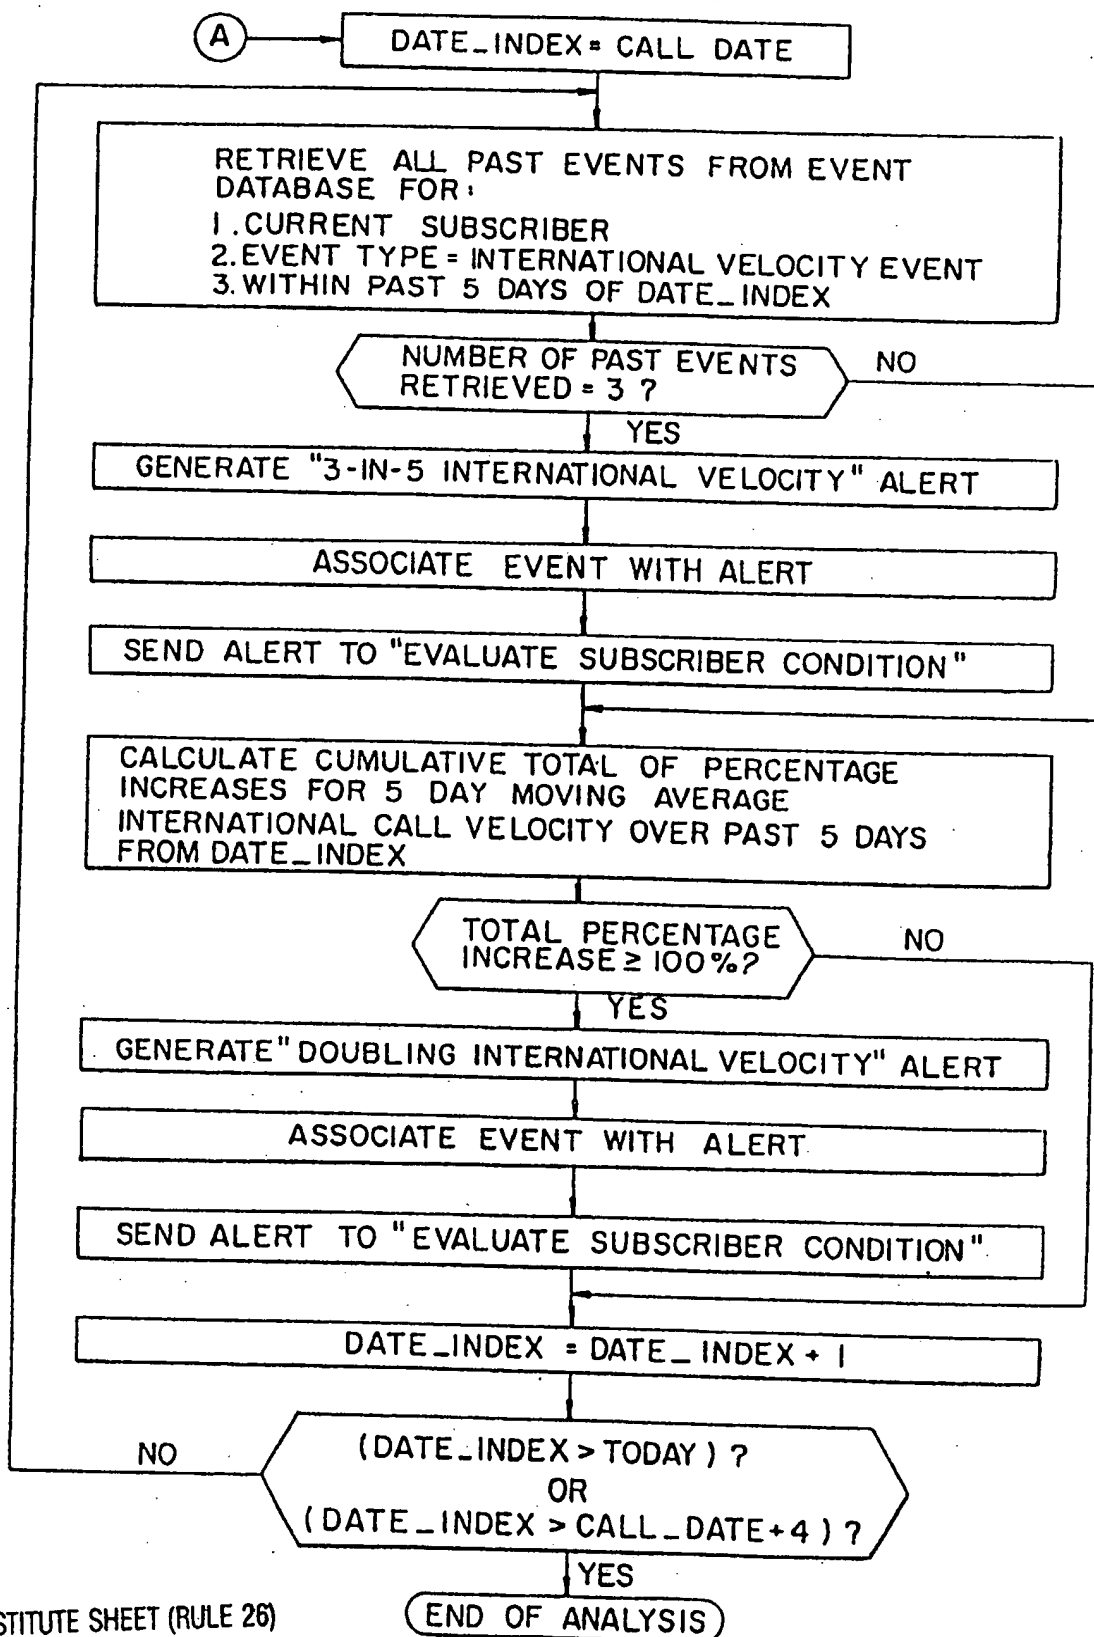 A
DATE_INDEX = CALL DATE
RETRIEVE ALL PAST EVENTS FROM EVENT
DATABASE FOR:
1. CURRENT SUBSCRIBER
2. EVENT TYPE = INTERNATIONAL VELOCITY EVENT
3. WITHIN PAST 5 DAYS OF DATE_INDEX
NUMBER OF PAST EVENTS
RETRIEVED = 3 ?
NO
YES
GENERATE "3-IN-5 INTERNATIONAL VELOCITY" ALERT
ASSOCIATE EVENT WITH ALERT
SEND ALERT TO "EVALUATE SUBSCRIBER CONDITION"
CALCULATE CUMULATIVE TOTAL OF PERCENTAGE
INCREASES FOR 5 DAY MOVING AVERAGE
INTERNATIONAL CALL VELOCITY OVER PAST 5 DAYS
FROM DATE_INDEX
TOTAL PERCENTAGE
INCREASE ≥ 100%?
NO
YES
GENERATE "DOUBLING INTERNATIONAL VELOCITY" ALERT
ASSOCIATE EVENT WITH ALERT
SEND ALERT TO "EVALUATE SUBSCRIBER CONDITION"
DATE_INDEX = DATE_INDEX + 1
NO
(DATE_INDEX > TODAY) ?
OR
(DATE_INDEX > CALL_DATE+4) ?
YES
END OF ANALYSIS
STITUTE SHEET (RULE 26)